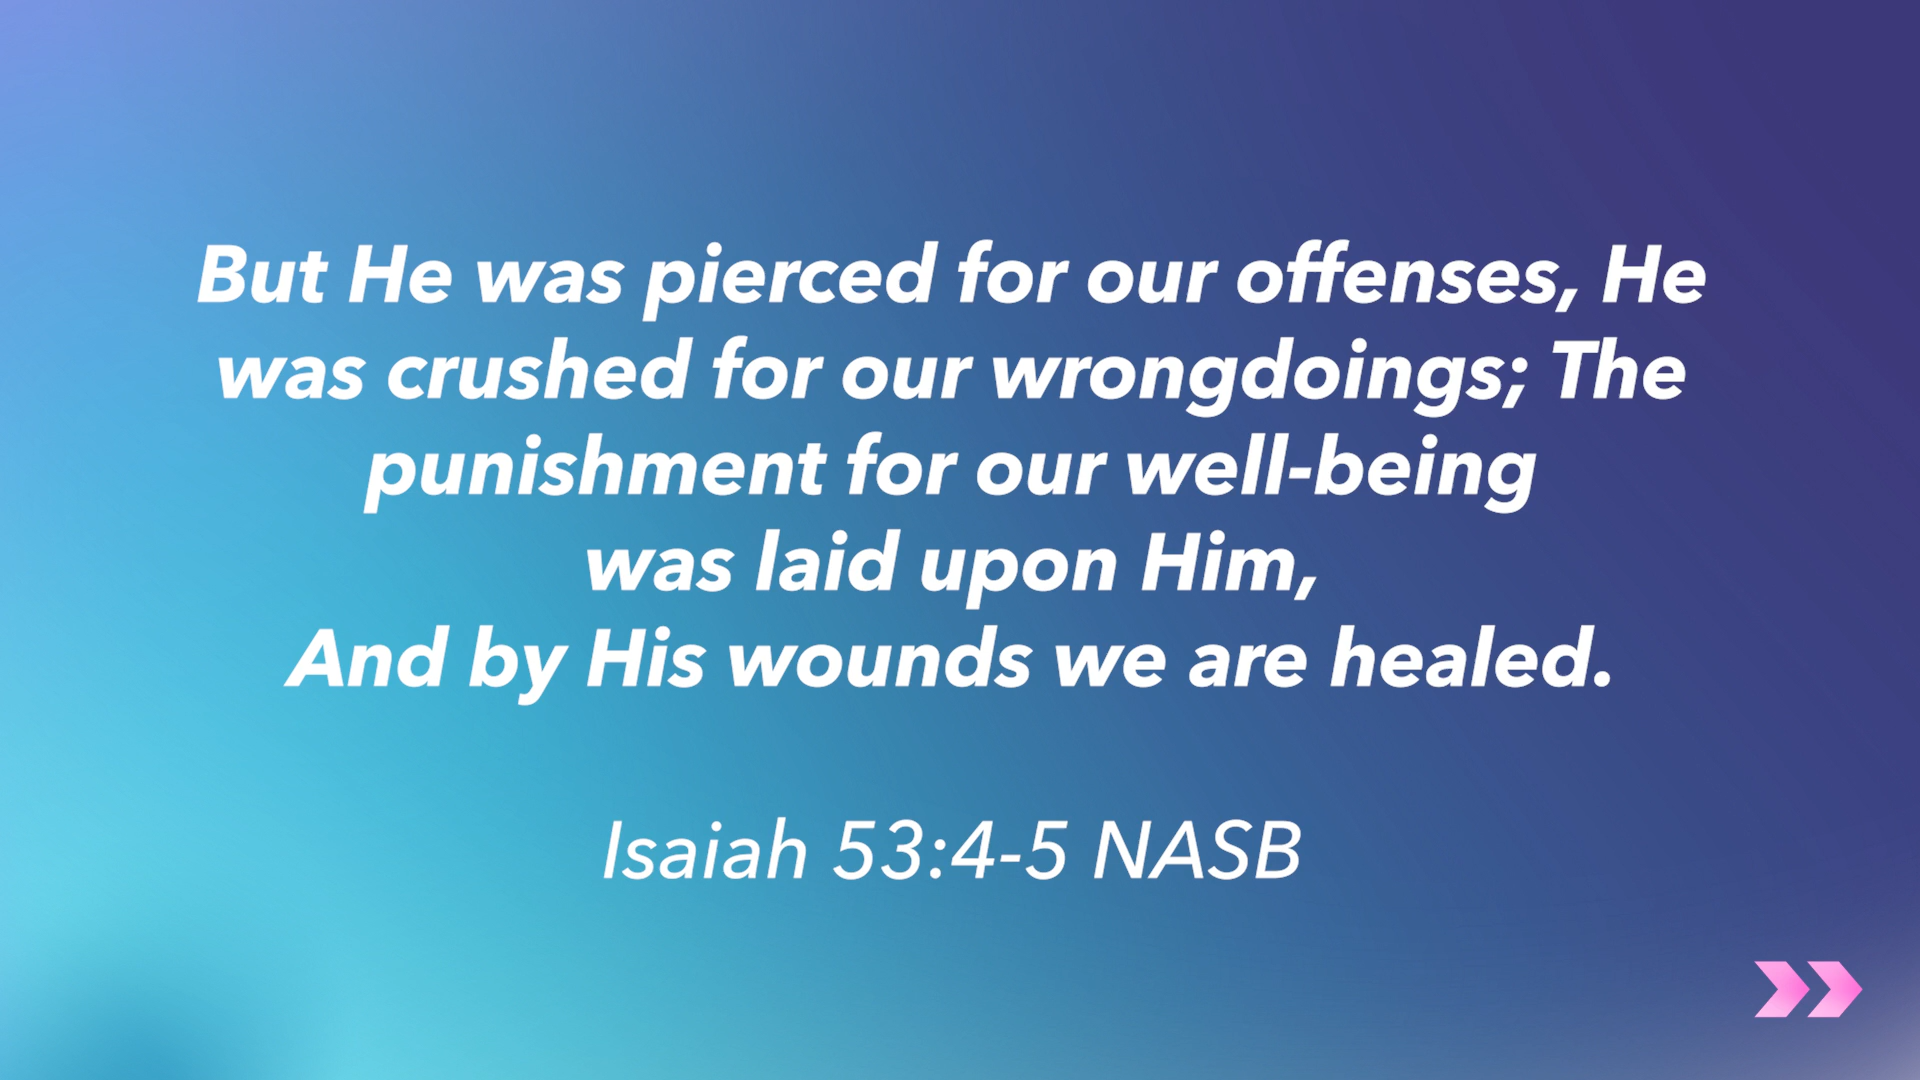 But He was pierced for our offenses, He
was crushed for our wrongdoings; The
punishment for our well-being
was laid upon Him,
And by His wounds we are healed.
Isaiah 53:4-5 NASB